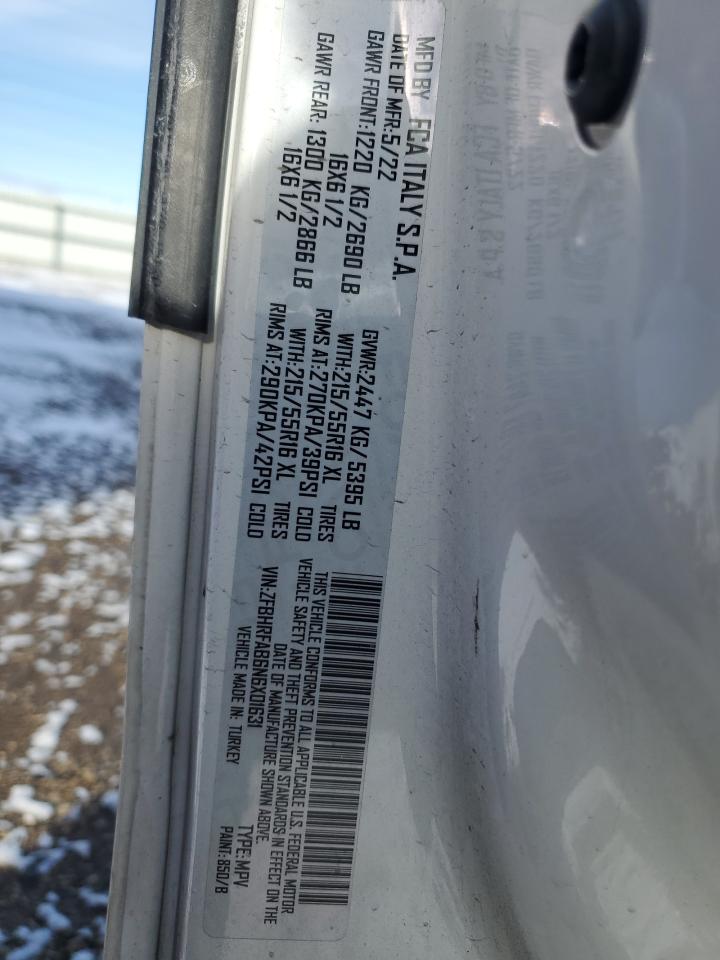 MFD BY FCA ITALY S.P.A.
DATE OF MFR:5/22 GVWR:2447 KG/5395 LB
GAWR FRONT:1220 KG/2690 LB WITH:215/55R16 XL TIRES
16X6 1/2 RIMS AT:270KPA/39PSI COLD
GAWR REAR: 1300 KG/2866 LB WITH:215/55R16 XL TIRES
16X6 1/2 RIMS AT:290KPA/42PSI COLD
THIS VEHICLE CONFORMS TO ALL APPLICABLE U.S. FEDERAL MOTOR
VEHICLE SAFETY AND THEFT PREVENTION STANDARDS IN EFFECT ON THE
DATE OF MANUFACTURE SHOWN ABOVE.
VIN:ZFBHRFAB6N6X01631 TYPE:MPV
VEHICLE MADE IN: TURKEY PAINT: 850/B